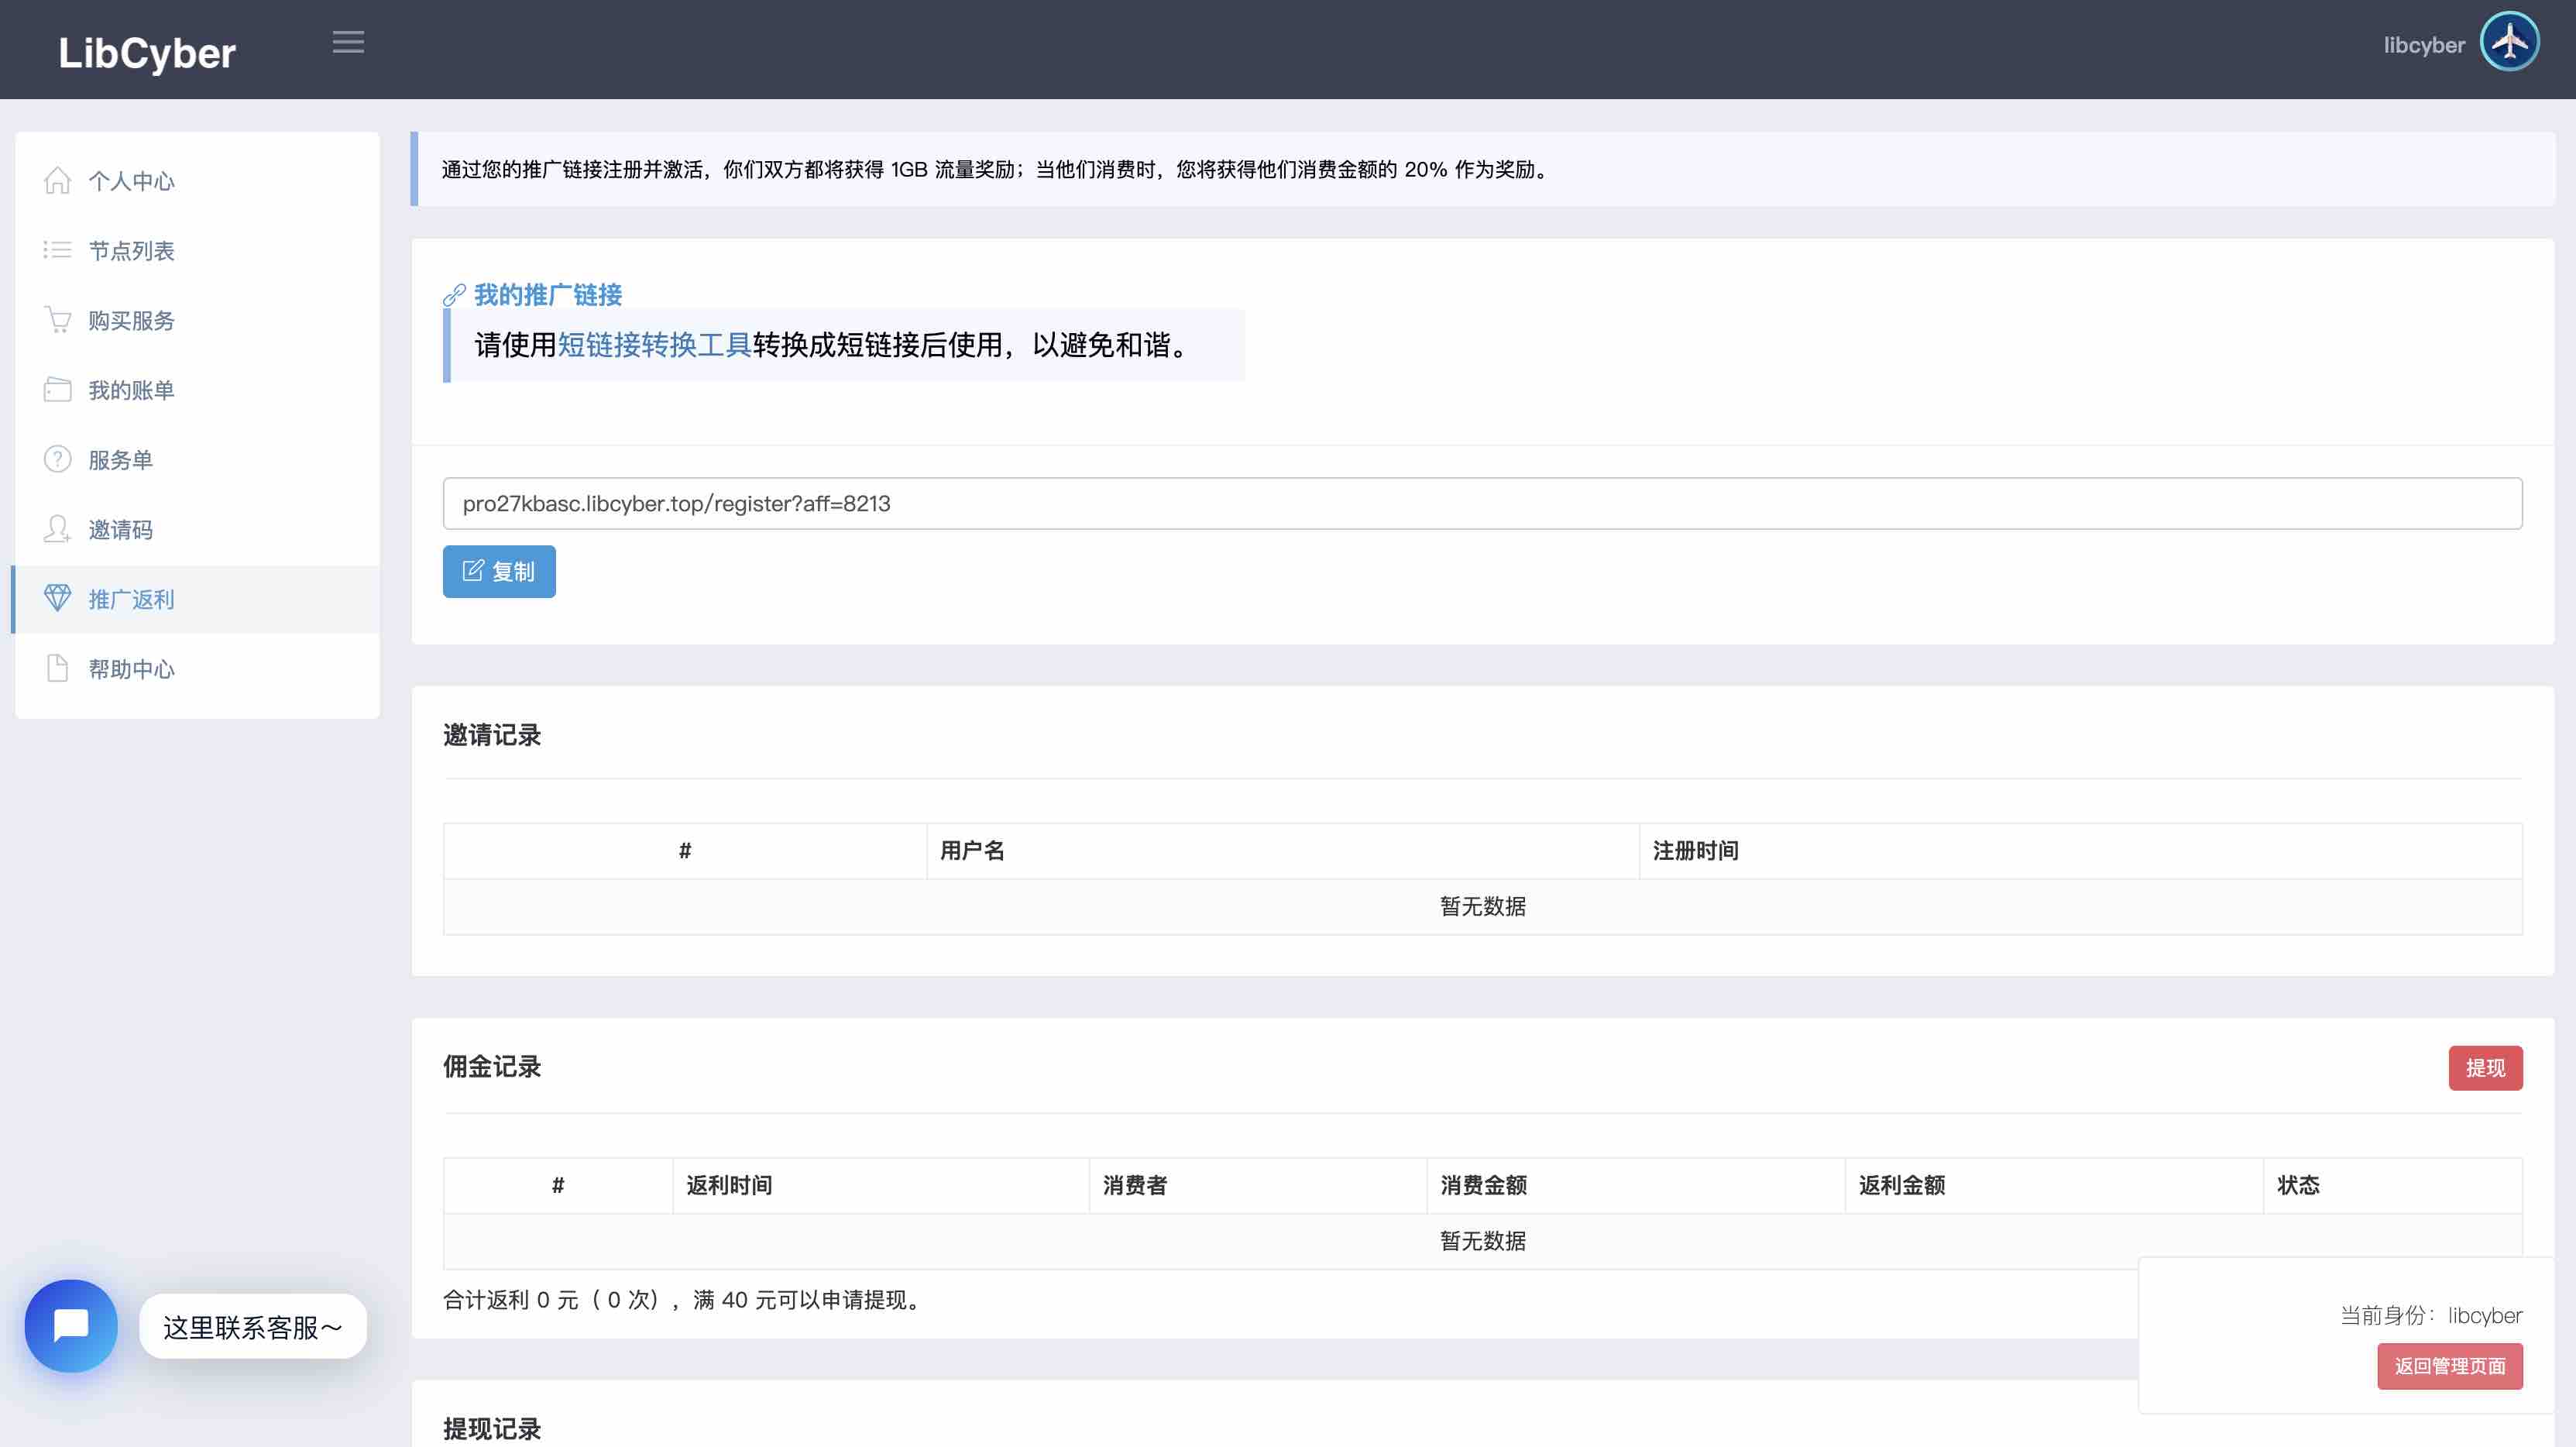 LibCyber
libcyber
个人中心
节点列表
购买服务
我的账单
服务单
邀请码
推广返利
帮助中心
通过您的推广链接注册并激活，你们双方都将获得 1GB 流量奖励；当他们消费时，您将获得他们消费金额的 20% 作为奖励。
我的推广链接
请使用短链接转换工具转换成短链接后使用，以避免和谐。
pro27kbasc.libcyber.top/register?aff=8213
复制
邀请记录
# 用户名 注册时间
暂无数据
佣金记录
提现
# 返利时间 消费者 消费金额 返利金额 状态
暂无数据
合计返利 0 元（ 0 次），满 40 元可以申请提现。
提现记录
这里联系客服～
当前身份：libcyber
返回管理页面